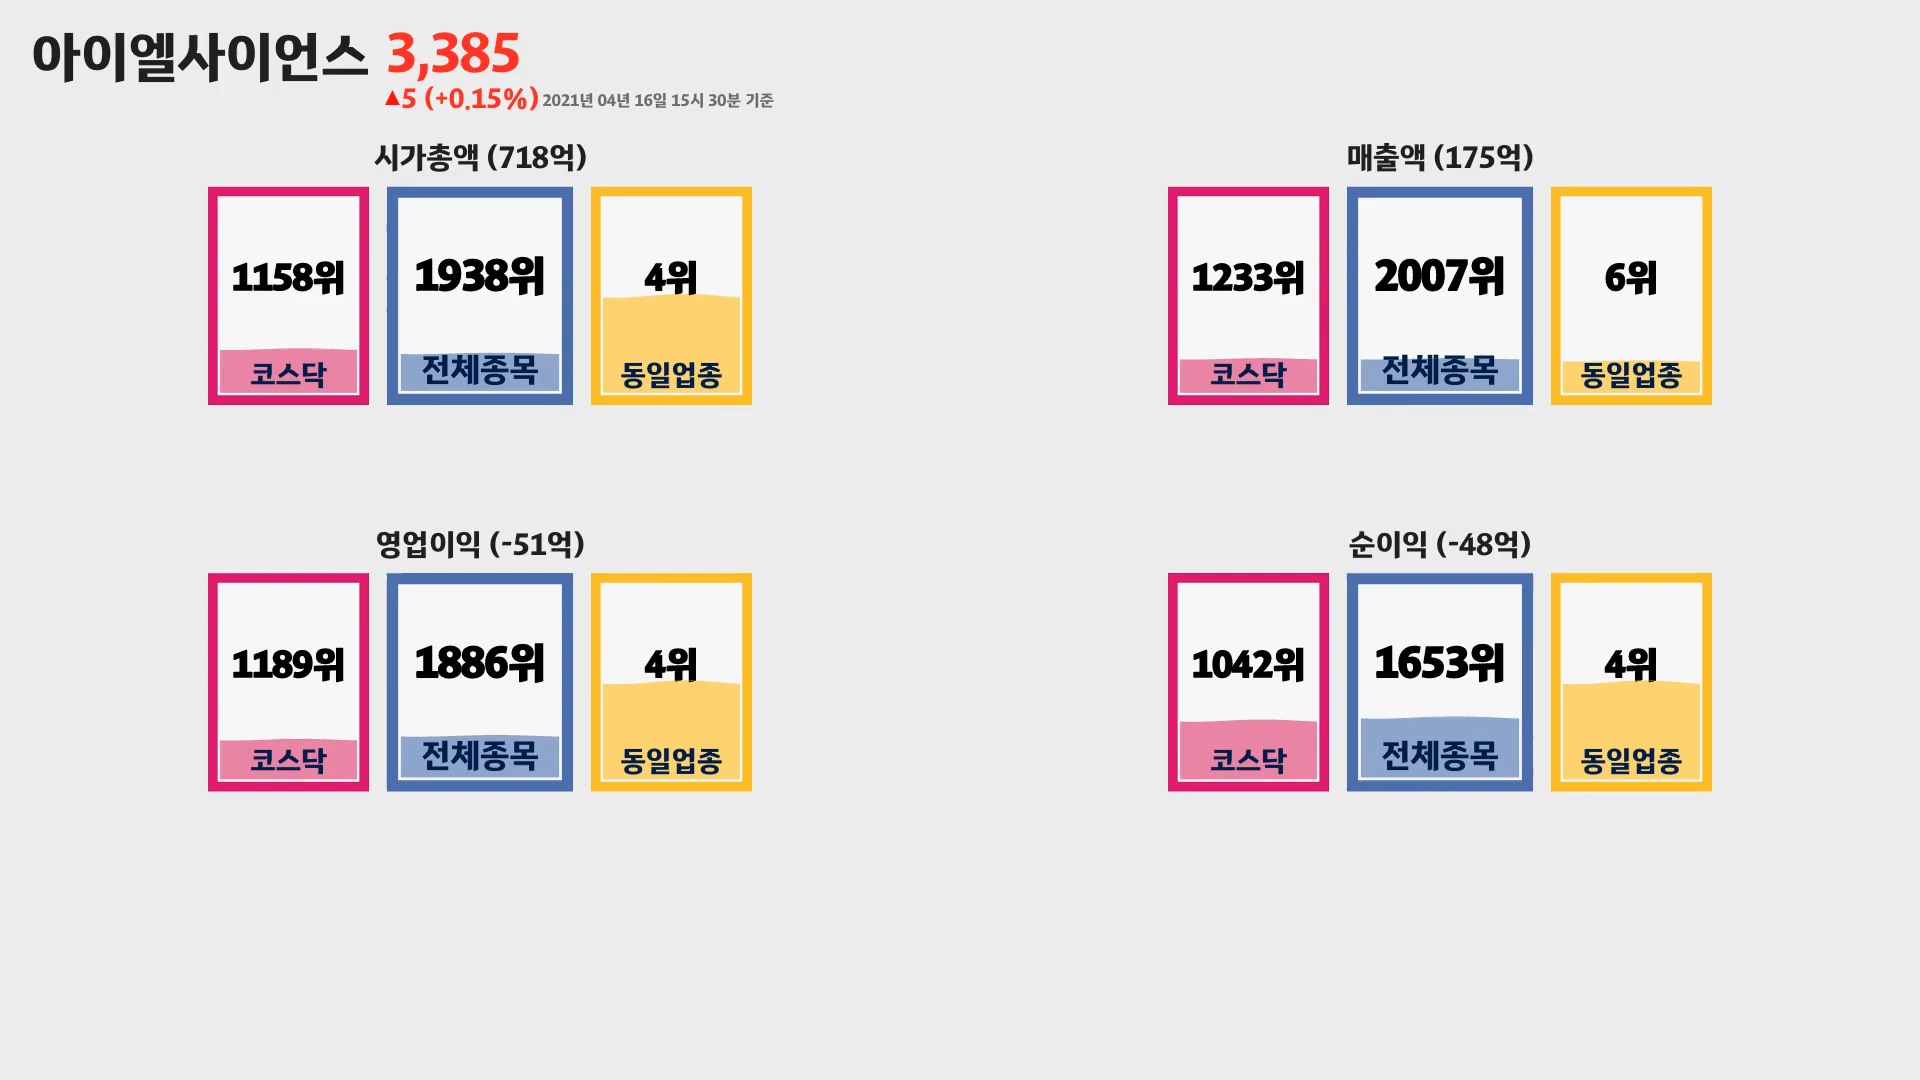 아이엘사이언스 3,385
▲5 (+0.15%) 2021년 04년 16일 15시 30분 기준
시가총액 (718억)
1158위 1938위 4위
코스닥 전체종목 동일업종
매출액 (175억)
1233위 2007위 6위
코스닥 전체종목 동일업종
영업이익 (-51억)
1189위 1886위 4위
코스닥 전체종목 동일업종
순이익 (-48억)
1042위 1653위 4위
코스닥 전체종목 동일업종